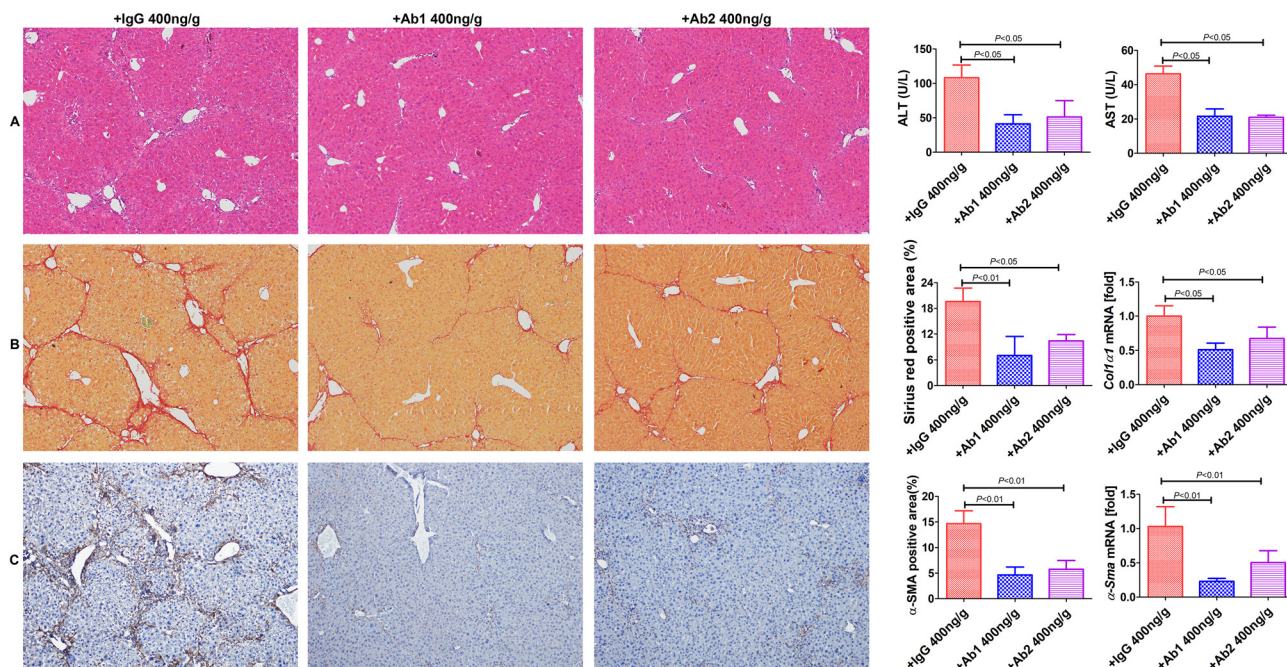 +IgG 400ng/g
+Ab1 400ng/g
+Ab2 400ng/g
A
ALT (U/L)
150
100
50
0
P<0.05
P<0.05
+IgG 400ng/g
+Ab1 400ng/g
+Ab2 400ng/g
AST (U/L)
60
40
20
0
P<0.05
P<0.05
+IgG 400ng/g
+Ab1 400ng/g
+Ab2 400ng/g
B
Sirius red positive area (%)
24
18
12
6
0
P<0.05
P<0.01
+IgG 400ng/g
+Ab1 400ng/g
+Ab2 400ng/g
Col1α1 mRNA [fold]
1.5
1.0
0.5
0.0
P<0.05
P<0.05
+IgG 400ng/g
+Ab1 400ng/g
+Ab2 400ng/g
C
α-SMA positive area(%)
20
15
10
5
0
P<0.01
P<0.01
+IgG 400ng/g
+Ab1 400ng/g
+Ab2 400ng/g
α-Sma mRNA [fold]
1.5
1.0
0.5
0.0
P<0.01
P<0.01
+IgG 400ng/g
+Ab1 400ng/g
+Ab2 400ng/g